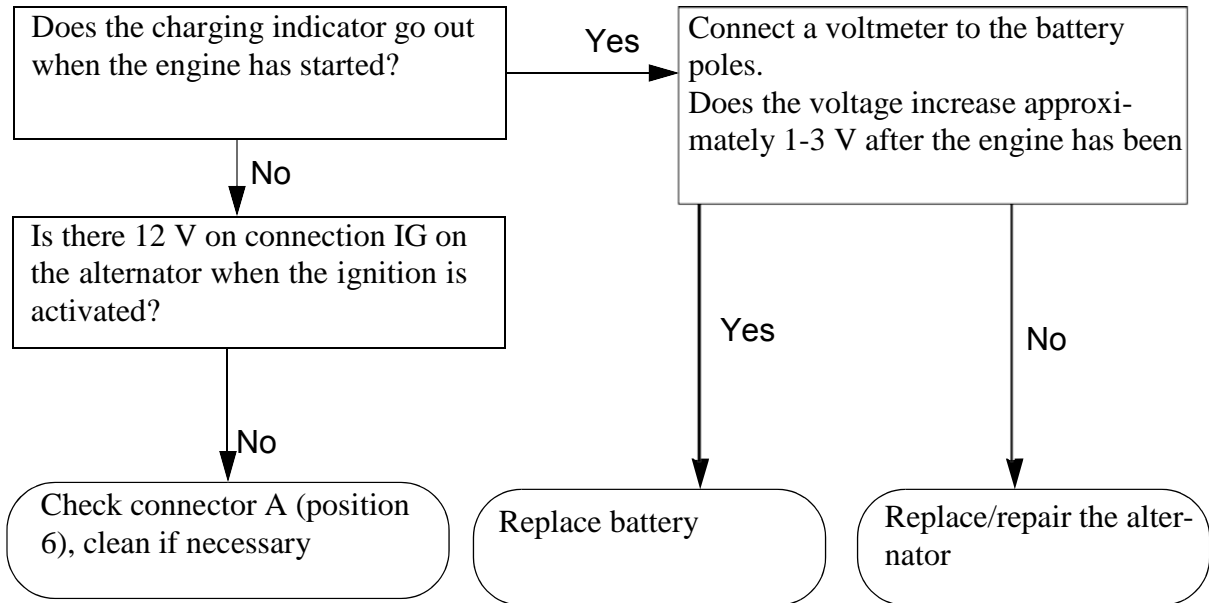 Does the charging indicator go out
when the engine has started?
Yes
Connect a voltmeter to the battery
poles.
Does the voltage increase approxi-
mately 1-3 V after the engine has been
No
Is there 12 V on connection IG on
the alternator when the ignition is
activated?
Yes
No
No
Check connector A (position
6), clean if necessary
Replace battery
Replace/repair the alter-
nator